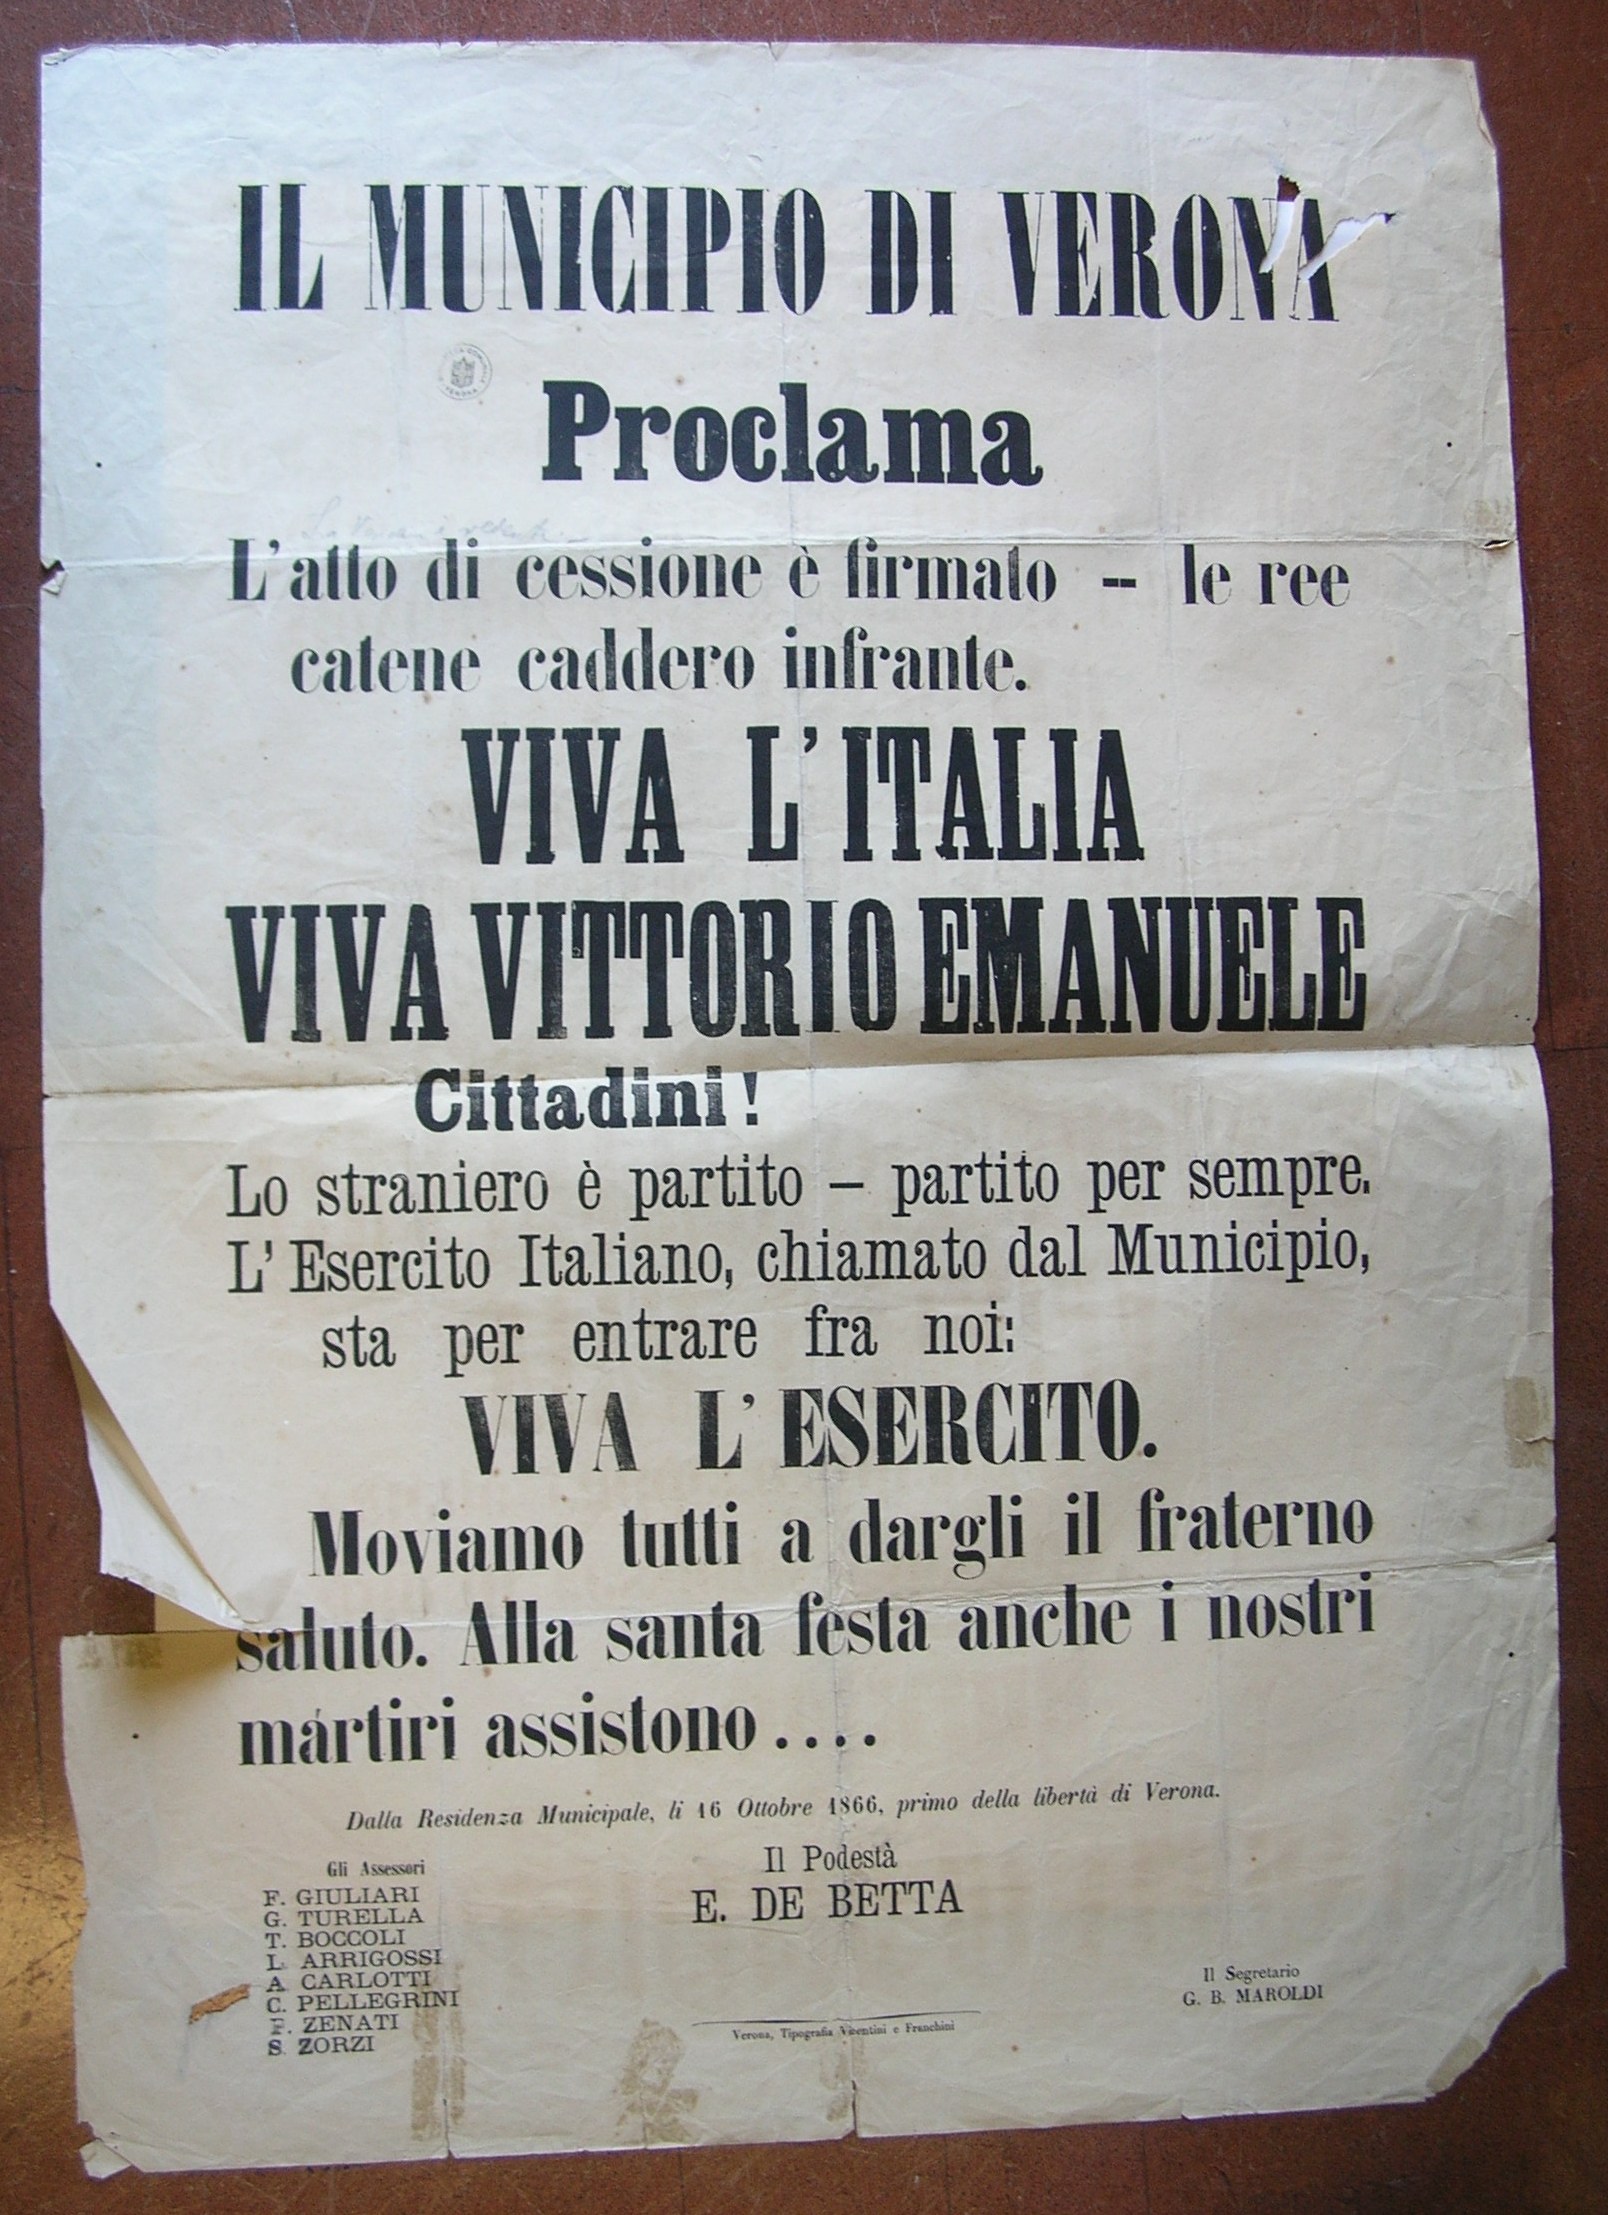 IL MUNICIPIO DI VERONA
Proclama
L'atto di cessione è firmato -- le ree
catene caddero infrante.
VIVA L'ITALIA
VIVA VITTORIO EMANUELE
Cittadini!
Lo straniero è partito – partito per sempre.
L'Esercito Italiano, chiamato dal Municipio,
sta per entrare fra noi:
VIVA L'ESERCITO.
Moviamo tutti a dargli il fraterno
saluto. Alla santa festa anche i nostri
martiri assistono....
Dalla Residenza Municipale, li 16 Ottobre 1866, primo della libertà di Verona.
Gli Assessori
F. GIULIARI
G. TURELLA
T. BOCCOLI
L. ARRIGOSSI
A CARLOTTI
C. PELLEGRINI
F. ZENATI
S. ZORZI
Il Podestà
E. DE BETTA
Il Segretario
G. B. MAROLDI
Verona, Tipografia Vicentini e Franchini